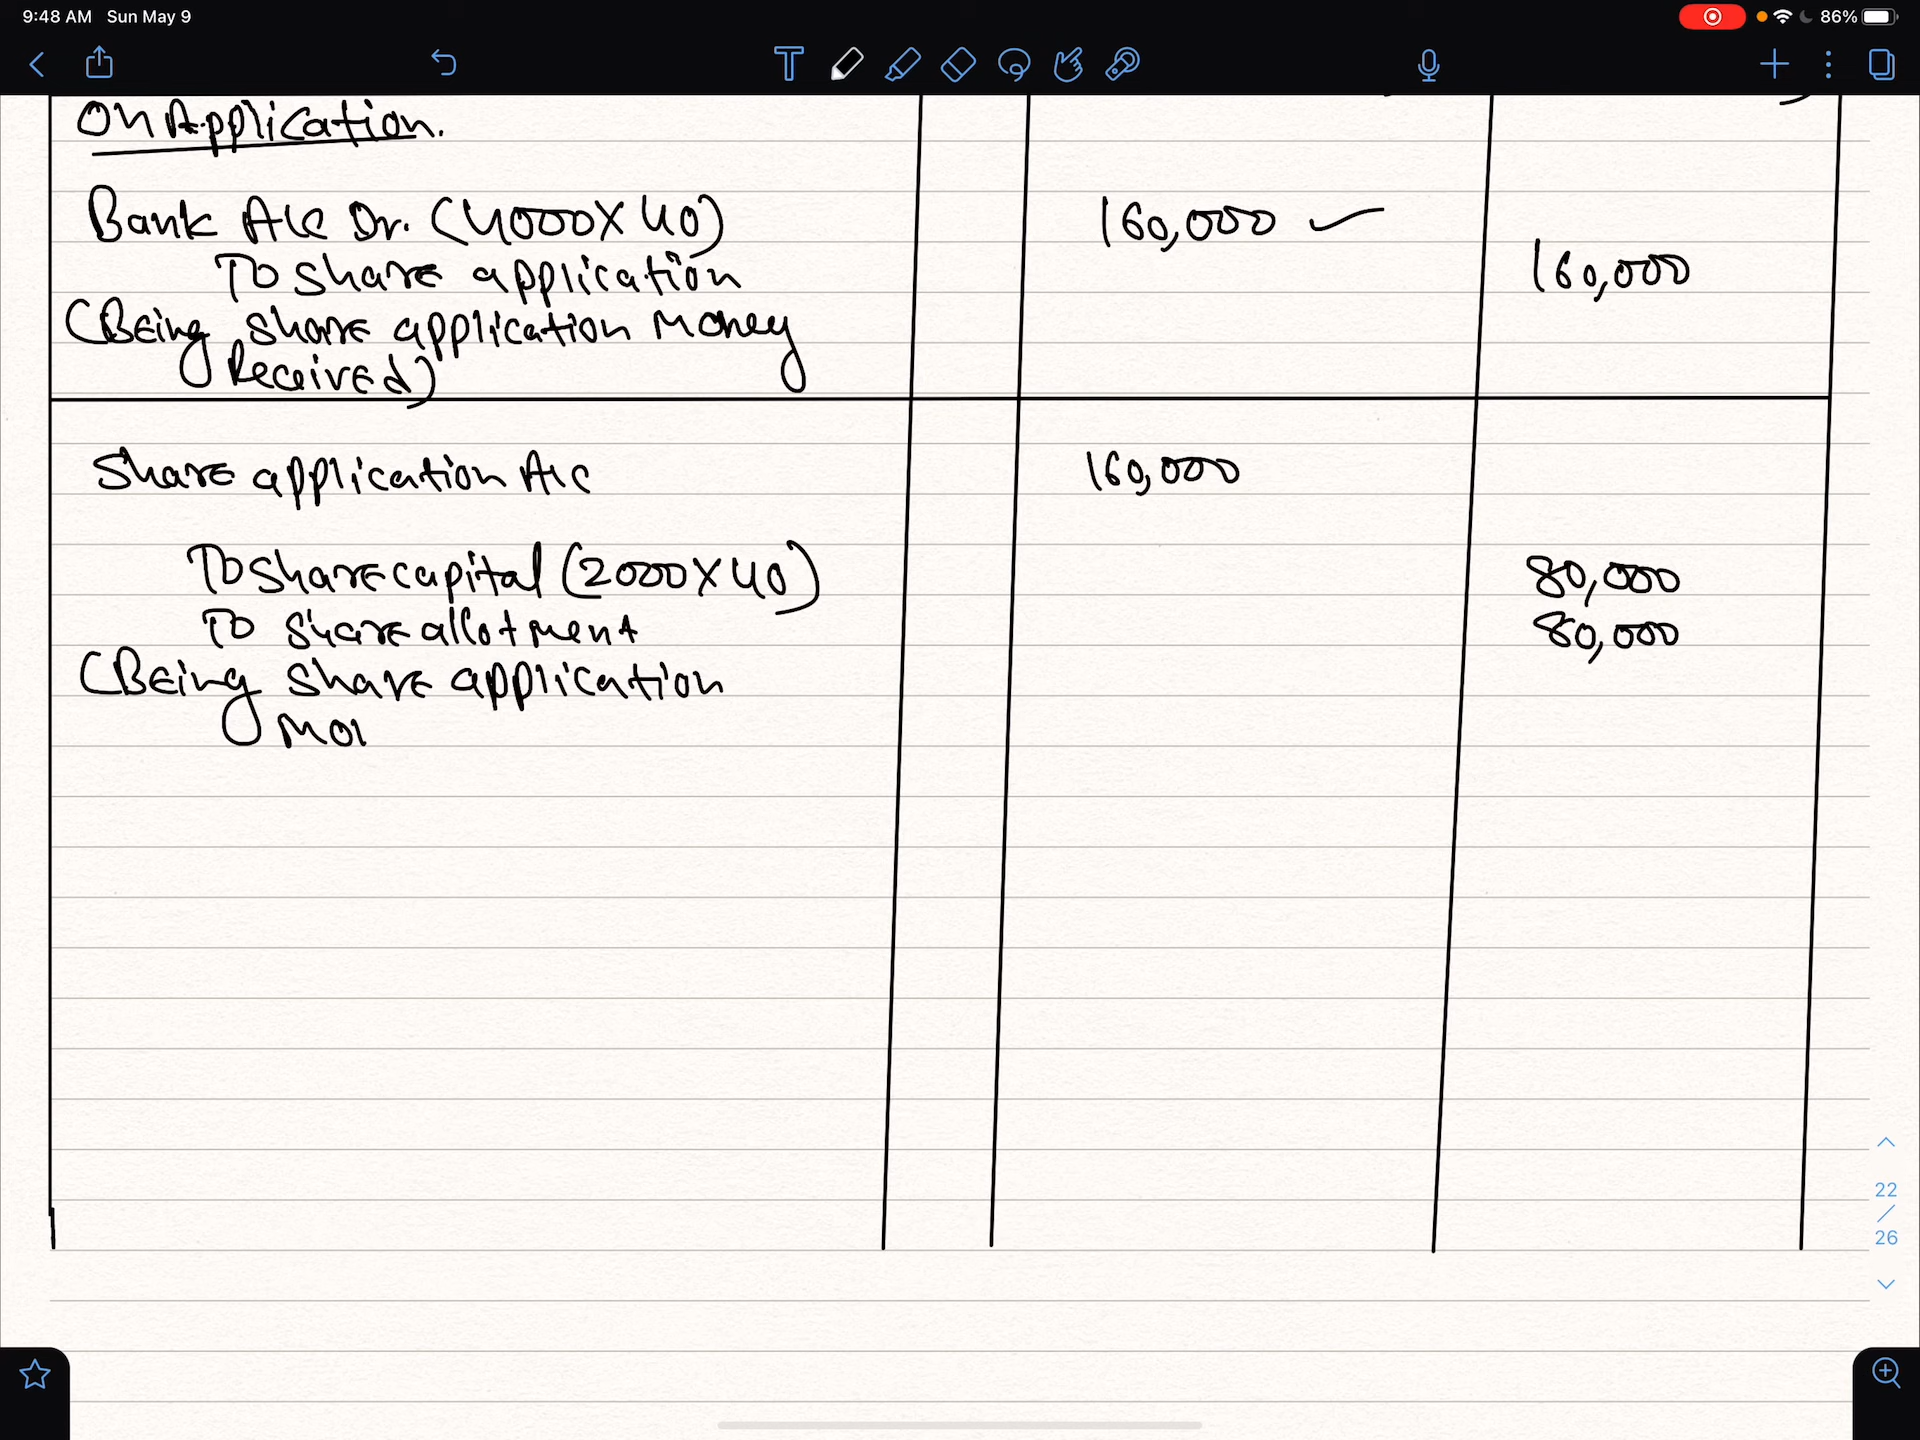 9:48 AM Sun May 9
86%
On Application.
Bank A/c Dr. (4000 X 40) 160,000
To share application 160,000
(Being share application money
Received)
Share application A/c 160,000
To share capital (2000 X 40) 80,000
To share allotment 80,000
(Being share application
Mon
22
/
26